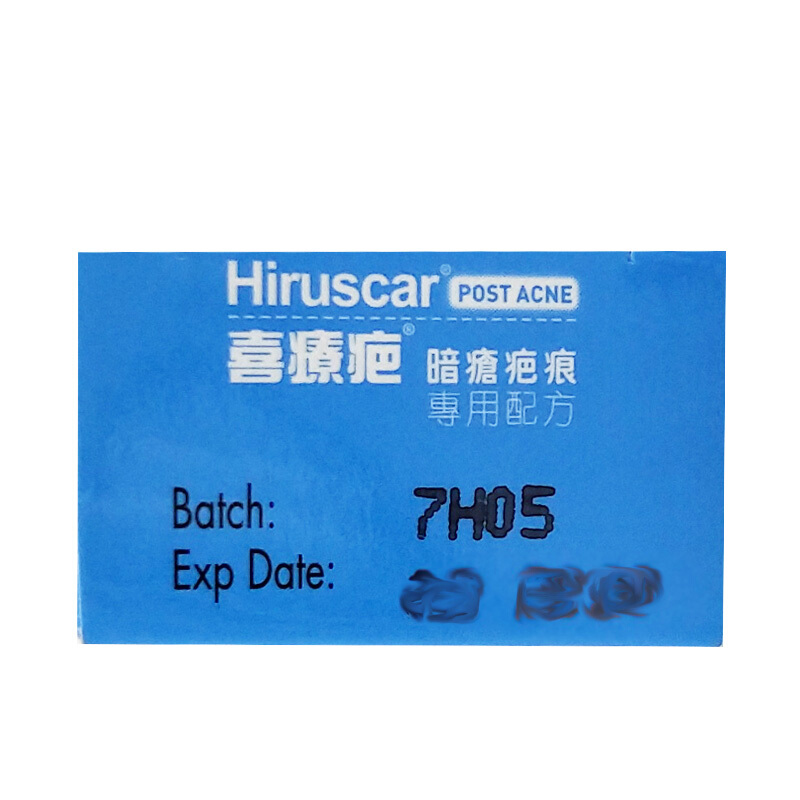 Hiruscar® POST ACNE
喜療疤® 暗瘡疤痕
專用配方
Batch: 7H05
Exp Date: